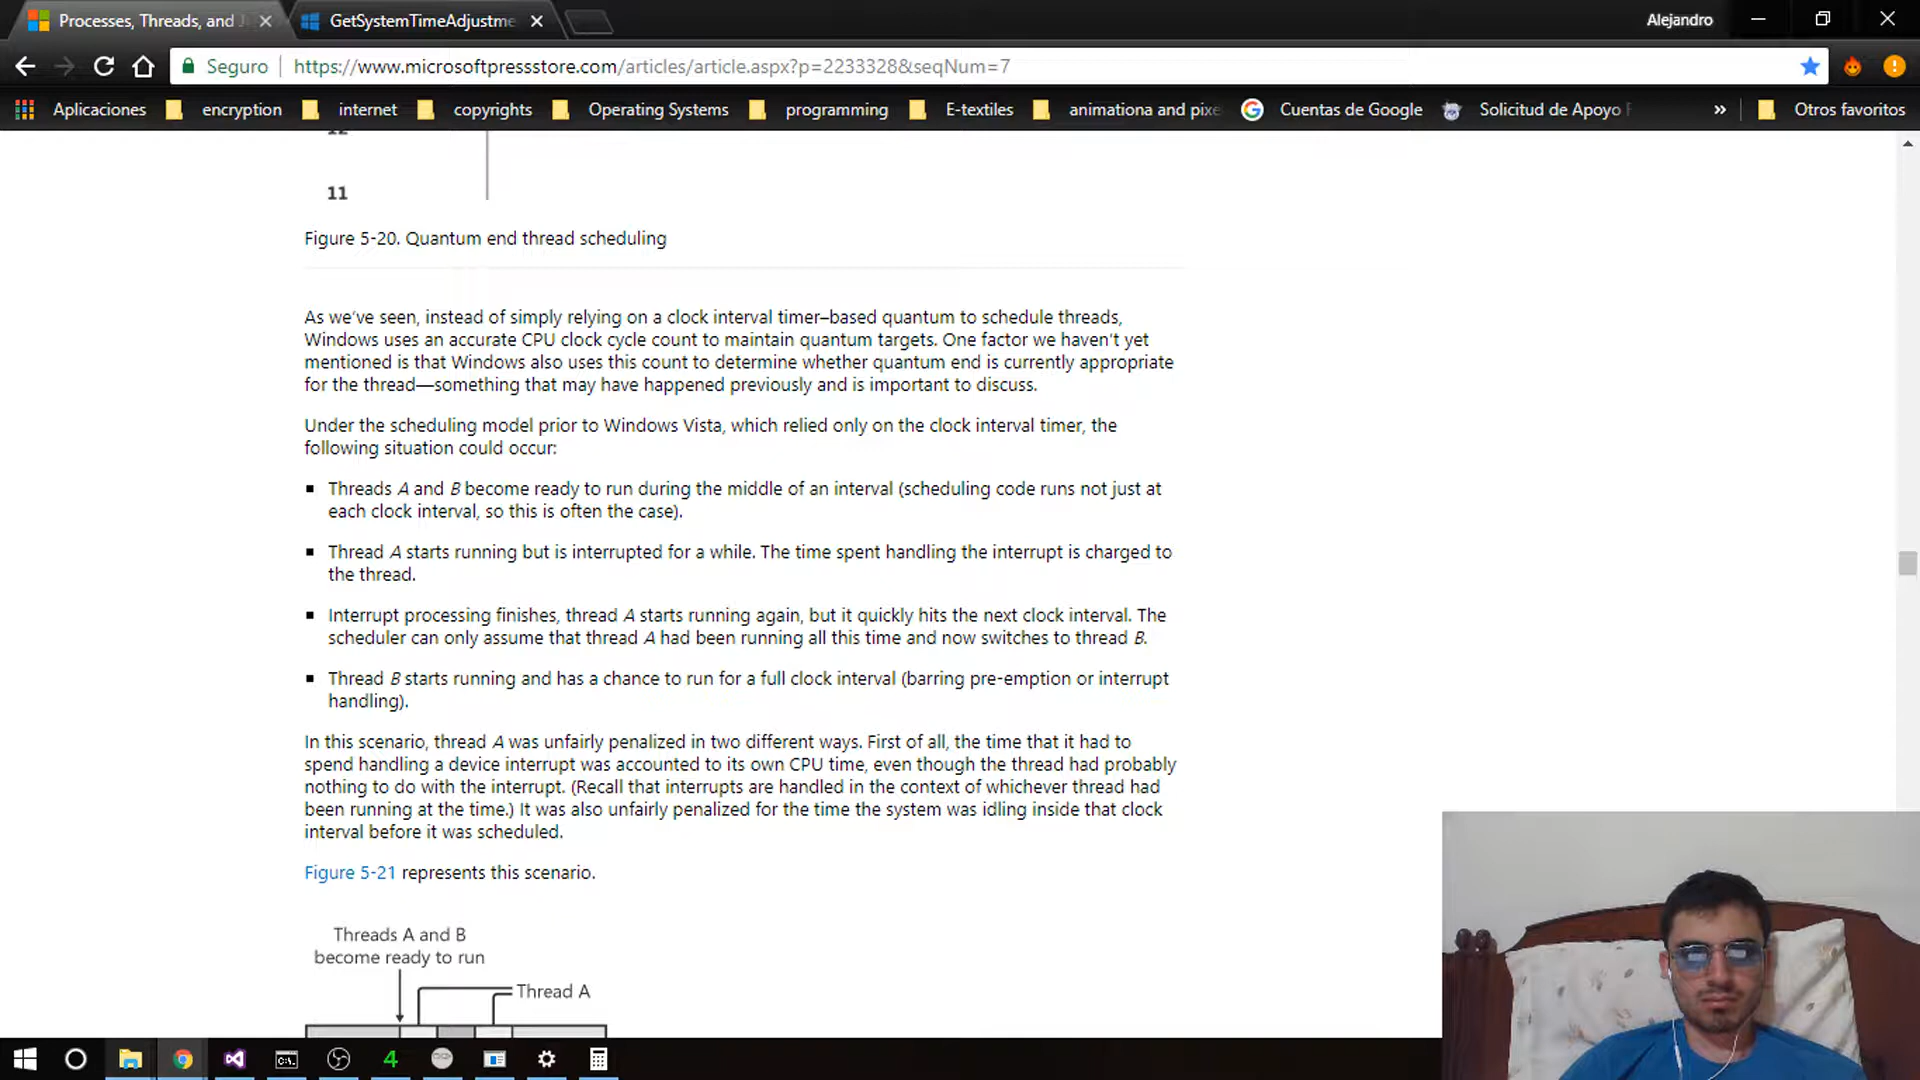 Processes, Threads, and J
GetSystemTimeAdjustme
Alejandro
Seguro
https://www.microsoftpressstore.com/articles/article.aspx?p=2233328&seqNum=7
Aplicaciones
encryption
internet
copyrights
Operating Systems
programming
E-textiles
animationa and pixe
Cuentas de Google
Solicitud de Apoyo
»
Otros favoritos
12
11
Figure 5-20. Quantum end thread scheduling
As we've seen, instead of simply relying on a clock interval timer–based quantum to schedule threads,
Windows uses an accurate CPU clock cycle count to maintain quantum targets. One factor we haven't yet
mentioned is that Windows also uses this count to determine whether quantum end is currently appropriate
for the thread—something that may have happened previously and is important to discuss.
Under the scheduling model prior to Windows Vista, which relied only on the clock interval timer, the
following situation could occur:
Threads A and B become ready to run during the middle of an interval (scheduling code runs not just at
each clock interval, so this is often the case).
Thread A starts running but is interrupted for a while. The time spent handling the interrupt is charged to
the thread.
Interrupt processing finishes, thread A starts running again, but it quickly hits the next clock interval. The
scheduler can only assume that thread A had been running all this time and now switches to thread B.
Thread B starts running and has a chance to run for a full clock interval (barring pre-emption or interrupt
handling).
In this scenario, thread A was unfairly penalized in two different ways. First of all, the time that it had to
spend handling a device interrupt was accounted to its own CPU time, even though the thread had probably
nothing to do with the interrupt. (Recall that interrupts are handled in the context of whichever thread had
been running at the time.) It was also unfairly penalized for the time the system was idling inside that clock
interval before it was scheduled.
Figure 5-21 represents this scenario.
Threads A and B
become ready to run
Thread A
4